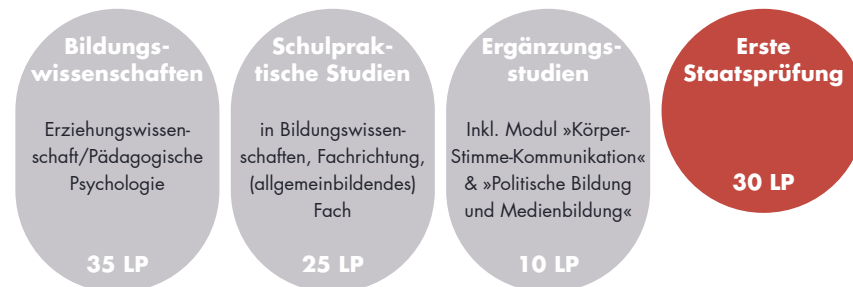 Bildungs-
wissenschaften
Erziehungswissen-
schaft/Pädagogische
Psychologie
35 LP
Schulprak-
tische Studien
in Bildungswissen-
schaften, Fachrichtung,
(allgemeinbildendes)
Fach
25 LP
Ergänzungs-
studien
Inkl. Modul »Körper-
Stimme-Kommunikation«
& »Politische Bildung
und Medienbildung«
10 LP
Erste
Staatsprüfung
30 LP